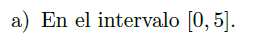 a) En el intervalo [0, 5].